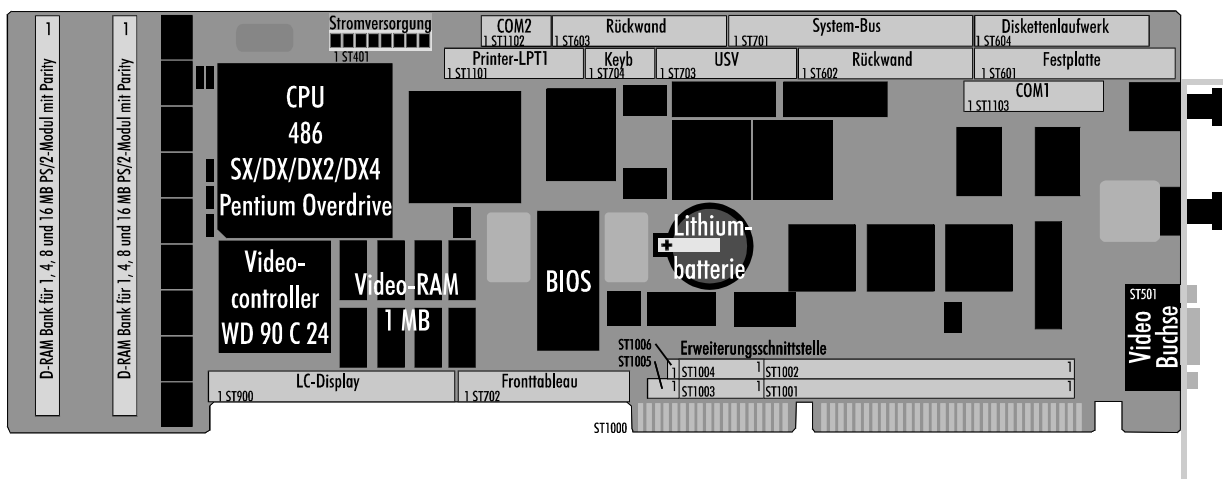 1
D-RAM Bank für 1, 4, 8 und 16 MB PS/2-Modul mit Parity
1
D-RAM Bank für 1, 4, 8 und 16 MB PS/2-Modul mit Parity
Stromversorgung
1 ST401
COM2
1 ST1102
Rückwand
1 ST603
System-Bus
1 ST701
Diskettenlaufwerk
1 ST604
Printer-LPT1
1 ST1101
Keyb
1 ST704
USV
1 ST703
Rückwand
1 ST602
Festplatte
1 ST601
COM1
1 ST1103
CPU
486
SX/DX/DX2/DX4
Pentium Overdrive
Video-
controller
WD 90 C 24
Video-RAM
1 MB
BIOS
Lithium-
+
batterie
ST501
Video
Buchse
ST1006
ST1005
Erweiterungsschnittstelle
1 ST1004 1 ST1002 1
1 ST1003 1 ST1001 1
LC-Display
1 ST900
Fronttableau
1 ST702
ST1000